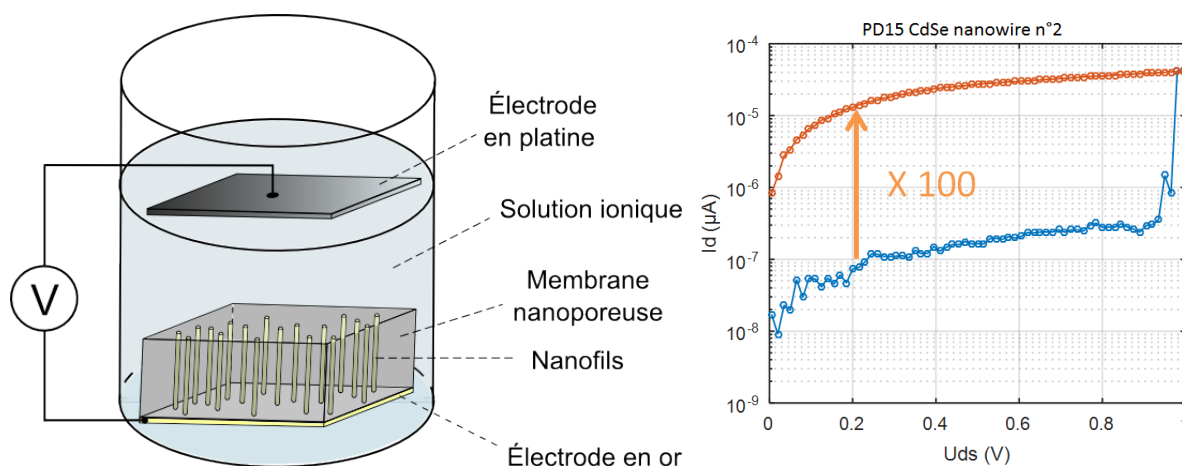 Électrode
en platine
Solution ionique
Membrane
nanoporeuse
Nanofils
Électrode en or
V
PD15 CdSe nanowire n°2
10-4
10-5
10-6
10-7
10-8
10-9
Id (µA)
X 100
0
0.2
0.4
0.6
0.8
1
Uds (V)